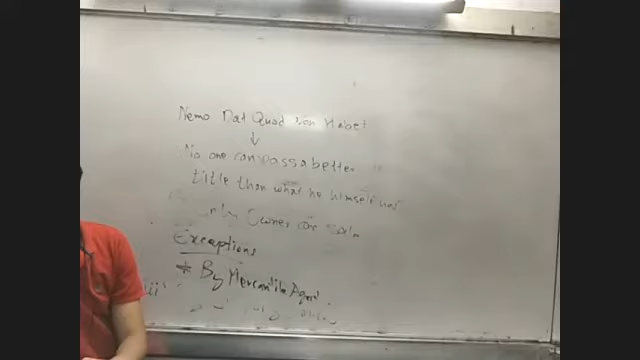 Nemo Dat Quod Non Habet
↓
No one can pass a better
title than what he himself has
by Owner can
Exceptions
* By Mercantile Agent.